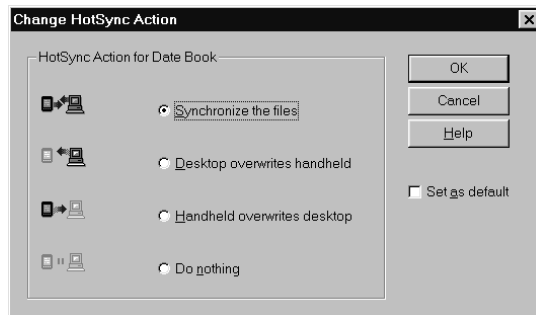 Change HotSync Action
HotSync Action for Date Book
Synchronize the files
Desktop overwrites handheld
Handheld overwrites desktop
Do nothing
OK
Cancel
Help
Set as default